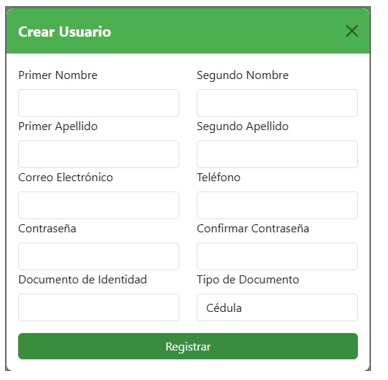 Crear Usuario
Primer Nombre
Segundo Nombre
Primer Apellido
Segundo Apellido
Correo Electrónico
Teléfono
Contraseña
Confirmar Contraseña
Documento de Identidad
Tipo de Documento
Cédula
Registrar